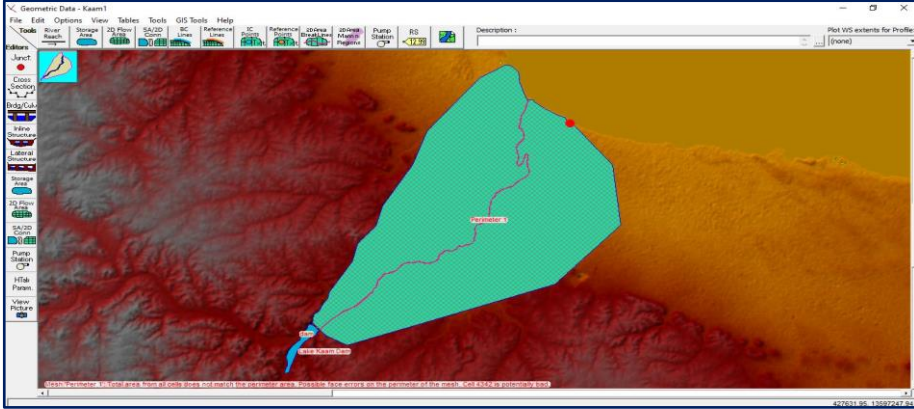 Geometric Data - Kaam1
File Edit Options View Tables Tools GIS Tools Help
Tools River Reach Storage Area 2D Flow Area SA/2D Conn BC Lines Reference Lines IC Points Reference Points 2D Area BreakLines 2D Area Mann n Regions Pump Station RS Description : Plot WS extents for Profile:
(none)
Editors
Junct.
Cross Section
Brdg/Culv
Inline Structure
Lateral Structure
Storage Area
2D Flow Area
SA/2D Conn
Pump Station
HTab Param.
View Picture
Perimeter 1
dam
Lake Kaam Dam
Mesh 'Perimeter 1': Total area from all cells does not match the perimeter area. Possible face errors on the perimeter of the mesh. Cell 4342 is potentially bad.
427631.95, 13597247.94